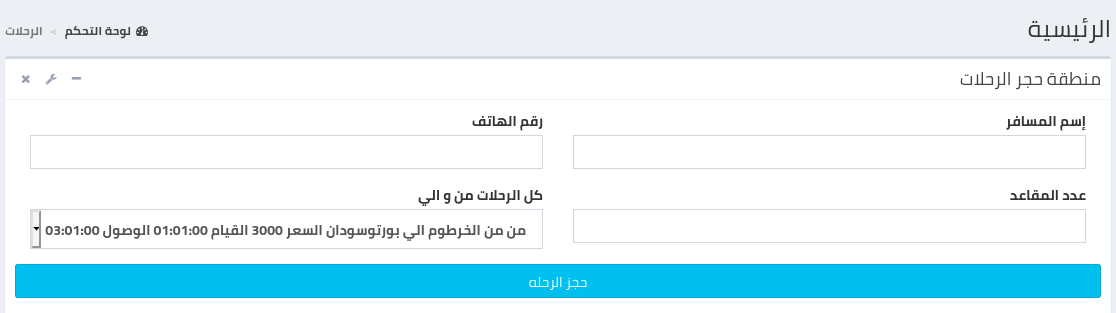 الرئيسية
لوحة التحكم > الرحلات
منطقة حجر الرحلات
إسم المسافر
رقم الهاتف
عدد المقاعد
كل الرحلات من و الي
من من الخرطوم الي بورتوسودان السعر 3000 القيام 01:01:00 الوصول 03:01:00
حجز الرحله